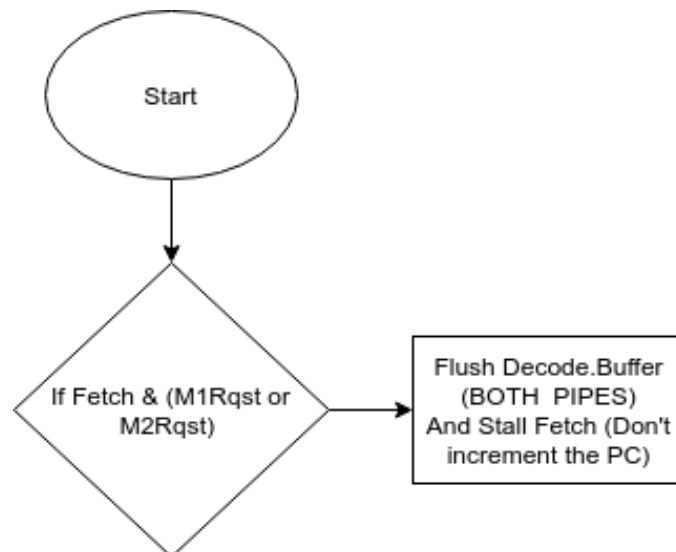 Start
If Fetch & (M1Rqst or
M2Rqst)
Flush Decode.Buffer
(BOTH PIPES)
And Stall Fetch (Don't
increment the PC)